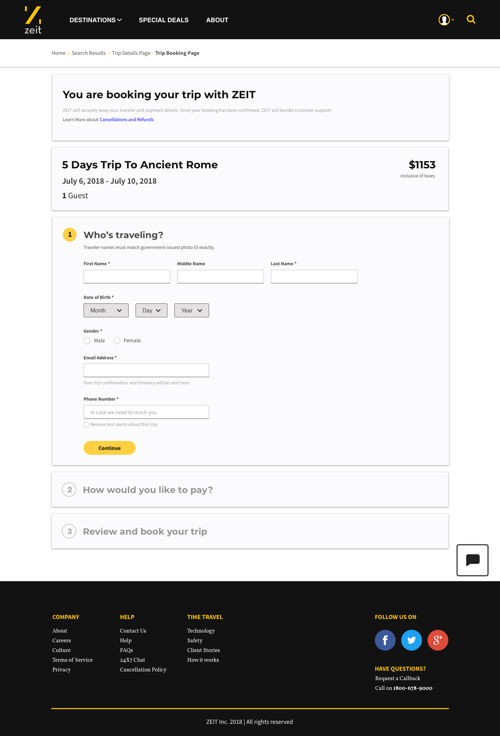 zeit
DESTINATIONS SPECIAL DEALS ABOUT
Home > Search Results > Trip Details Page > Trip Booking Page
You are booking your trip with ZEIT
ZEIT will securely keep your traveler and payment details. Once your booking has been confirmed, ZEIT will handle customer support.
Learn More about Cancellations and Refunds
5 Days Trip To Ancient Rome
$1153
inclusive of taxes
July 6, 2018 - July 10, 2018
1 Guest
1 Who's traveling?
Traveler names must match government issued photo ID exactly.
First Name * Middle Name Last Name *
Date of Birth *
Month Day Year
Gender *
Male Female
Email Address *
Your trip confirmation and itinerary will be sent here.
Phone Number *
In case we need to reach you
Receive text alerts about this trip.
Continue
2 How would you like to pay?
3 Review and book your trip
COMPANY HELP TIME TRAVEL FOLLOW US ON
About Contact Us Technology
Careers Help Safety
Culture FAQs Client Stories
Terms of Service 24X7 Chat How it works
Privacy Cancellation Policy
f g+
HAVE QUESTIONS?
Request a Callback
Call on 1800-678-9000
ZEIT Inc. 2018 | All rights reserved